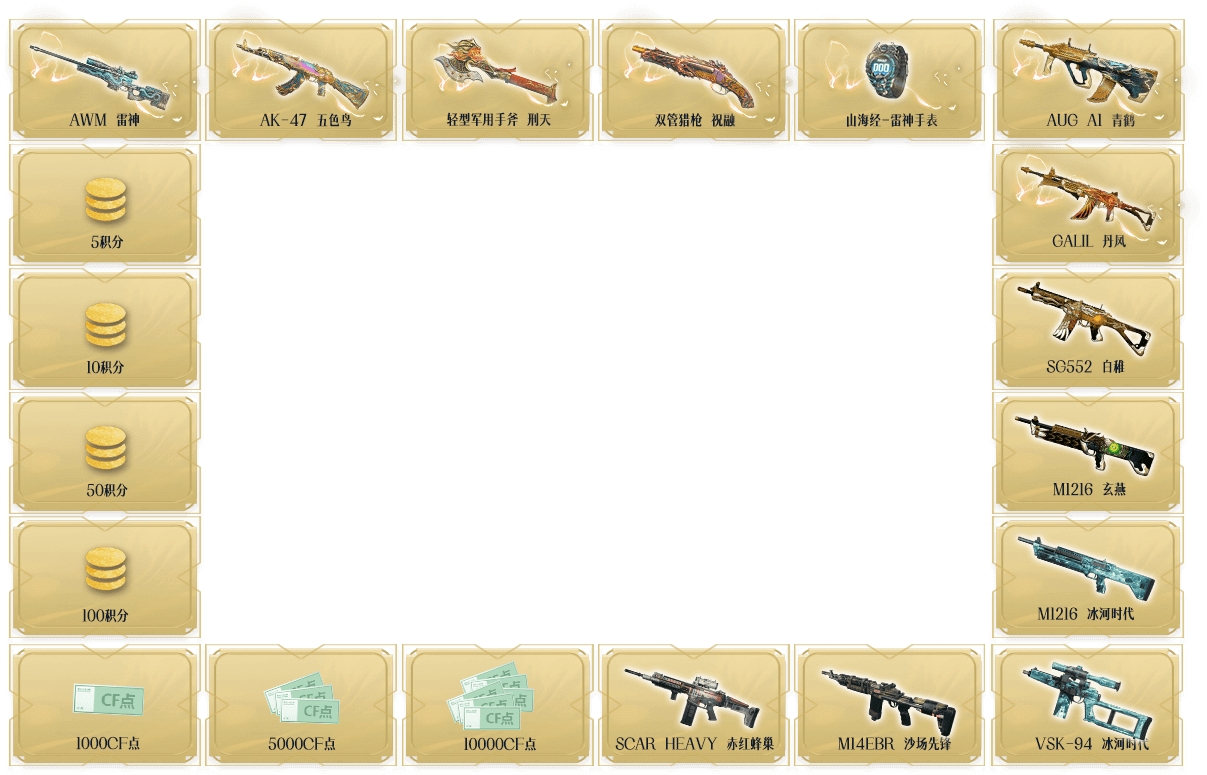 AWM 雷神
AK-47 五色鸟
轻型军用手斧 刑天
双管猎枪 祝融
山海经-雷神手表
AUG A1 青鹤
5积分
GALIL 丹凤
10积分
SG552 白雉
50积分
M1216 玄燕
100积分
M1216 冰河时代
CF点
1000CF点
CF点
5000CF点
CF点
10000CF点
SCAR HEAVY 赤红蜂巢
M14EBR 沙场先锋
VSK-94 冰河时代